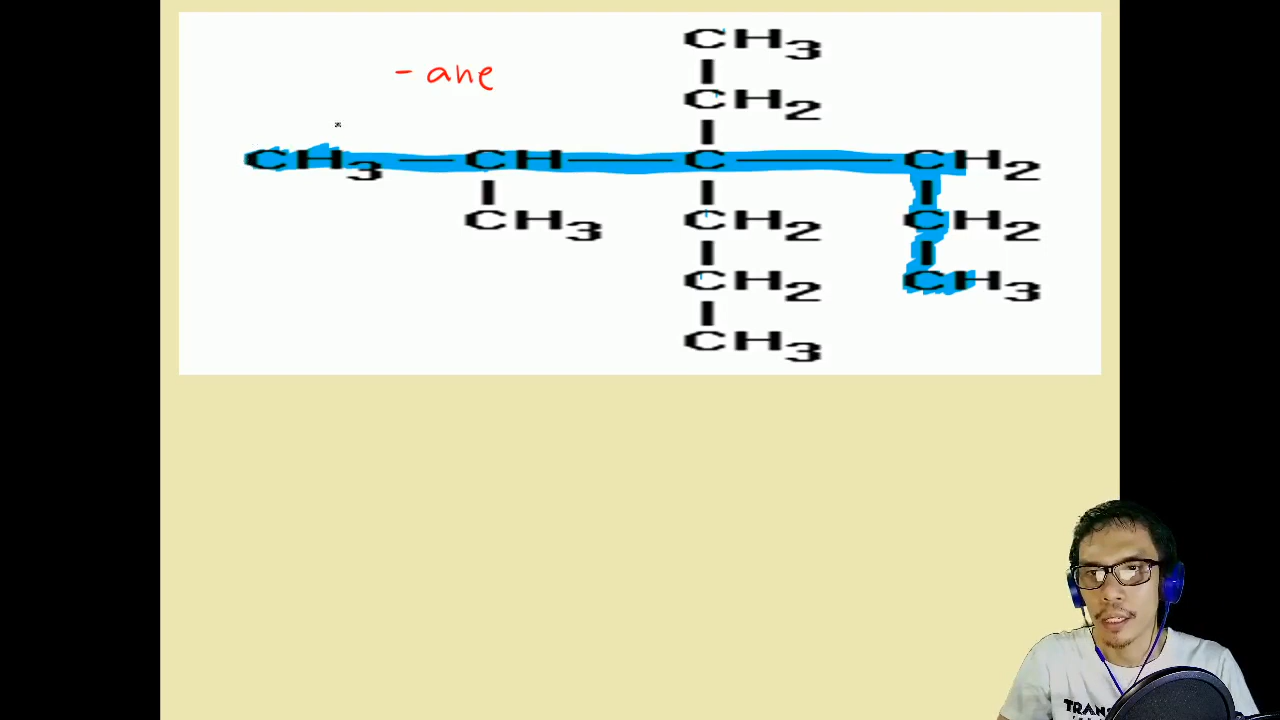 CH3
- ane
CH2
CH3 — CH — C — CH2
CH3 CH2 CH2
CH2 CH3
CH3
TRANS